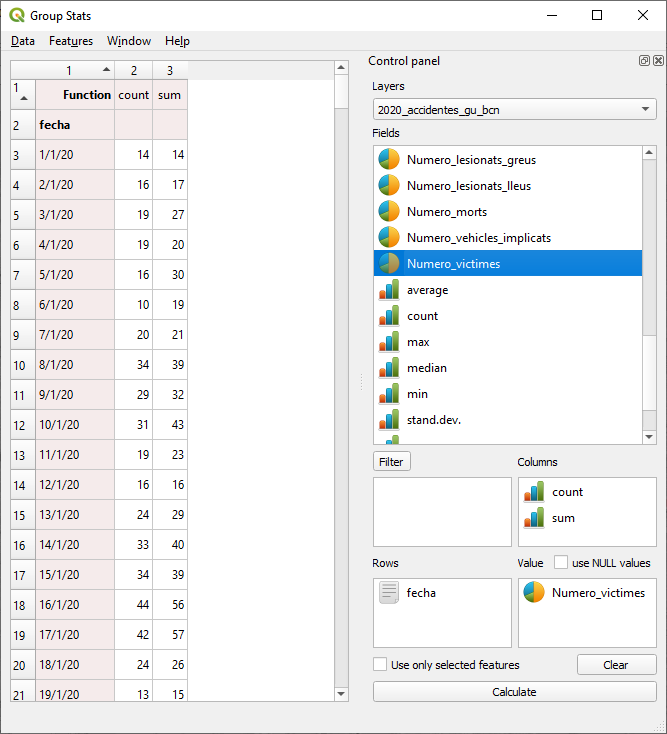 Group Stats
Data Features Window Help
1 2 3
1 Function count sum
2 fecha
3 1/1/20 14 14
4 2/1/20 16 17
5 3/1/20 19 27
6 4/1/20 19 20
7 5/1/20 16 30
8 6/1/20 10 19
9 7/1/20 20 21
10 8/1/20 34 39
11 9/1/20 29 32
12 10/1/20 31 43
13 11/1/20 19 23
14 12/1/20 16 16
15 13/1/20 24 29
16 14/1/20 33 40
17 15/1/20 34 39
18 16/1/20 44 56
19 17/1/20 42 57
20 18/1/20 24 26
21 19/1/20 13 15
Control panel
Layers
2020_accidentes_gu_bcn
Fields
Numero_lesionats_greus
Numero_lesionats_lleus
Numero_morts
Numero_vehicles_implicats
Numero_victimes
average
count
max
median
min
stand.dev.
Filter
Columns
count
sum
Rows
fecha
Value use NULL values
Numero_victimes
Use only selected features
Clear
Calculate